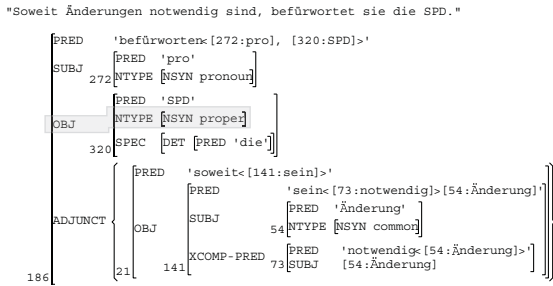 "Soweit Änderungen notwendig sind, befürwortet sie die SPD."
PRED 'befürworten<[272:pro], [320:SPD]>'
PRED 'pro'
SUBJ
272 NTYPE [NSYN pronoun]
PRED 'SPD'
OBJ NTYPE [NSYN proper]
320 SPEC [DET [PRED 'die']]
PRED 'soweit<[141:sein]>'
PRED 'sein<[73:notwendig]>[54:Änderung]'
PRED 'Änderung'
SUBJ
54 NTYPE [NSYN common]
ADJUNCT OBJ
PRED 'notwendig<[54:Änderung]>'
XCOMP-PRED
141 73 SUBJ [54:Änderung]
21
186